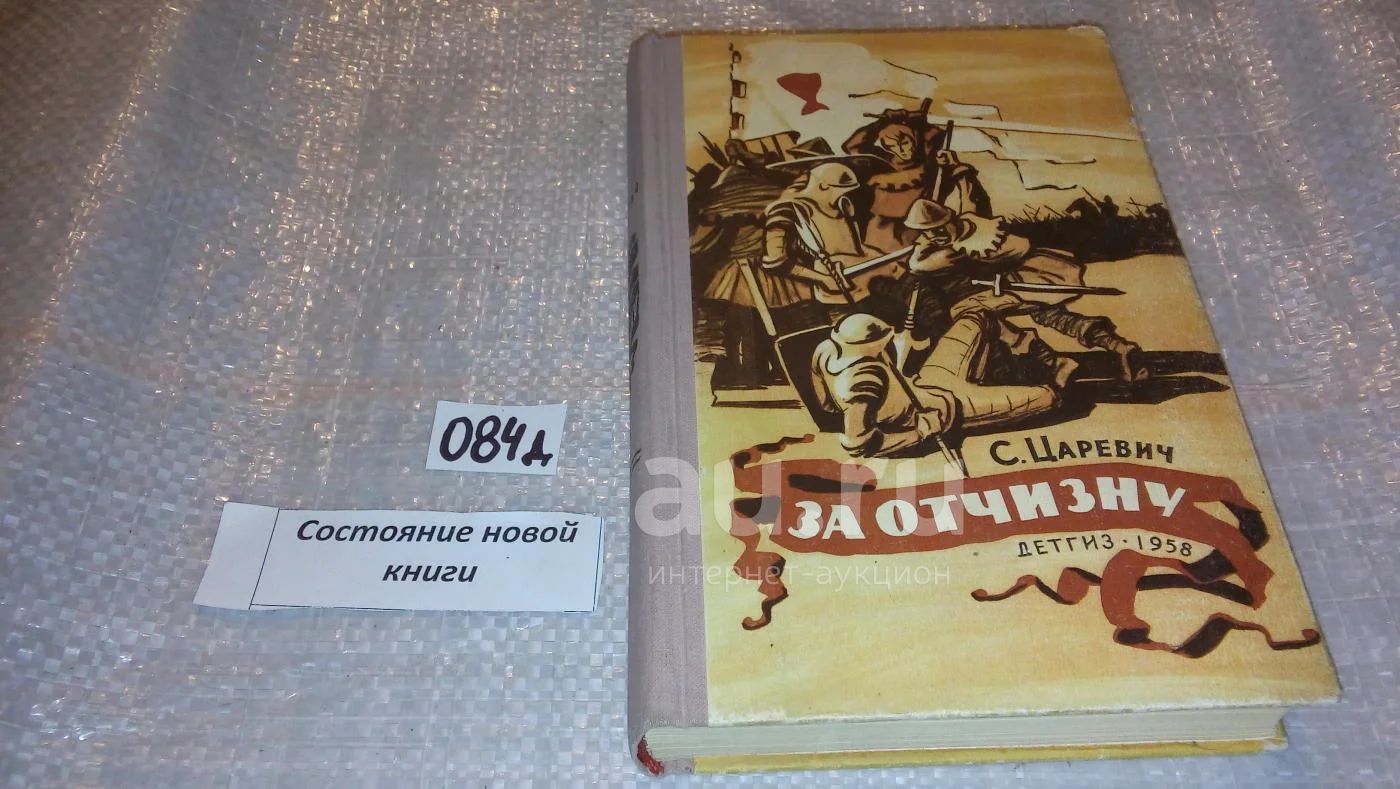 084д
Состояние новой
книги
С. ЦАРЕВИЧ
ЗА ОТЧИЗНУ
ДЕТГИЗ · 1958
au.ru
интернет-аукцион